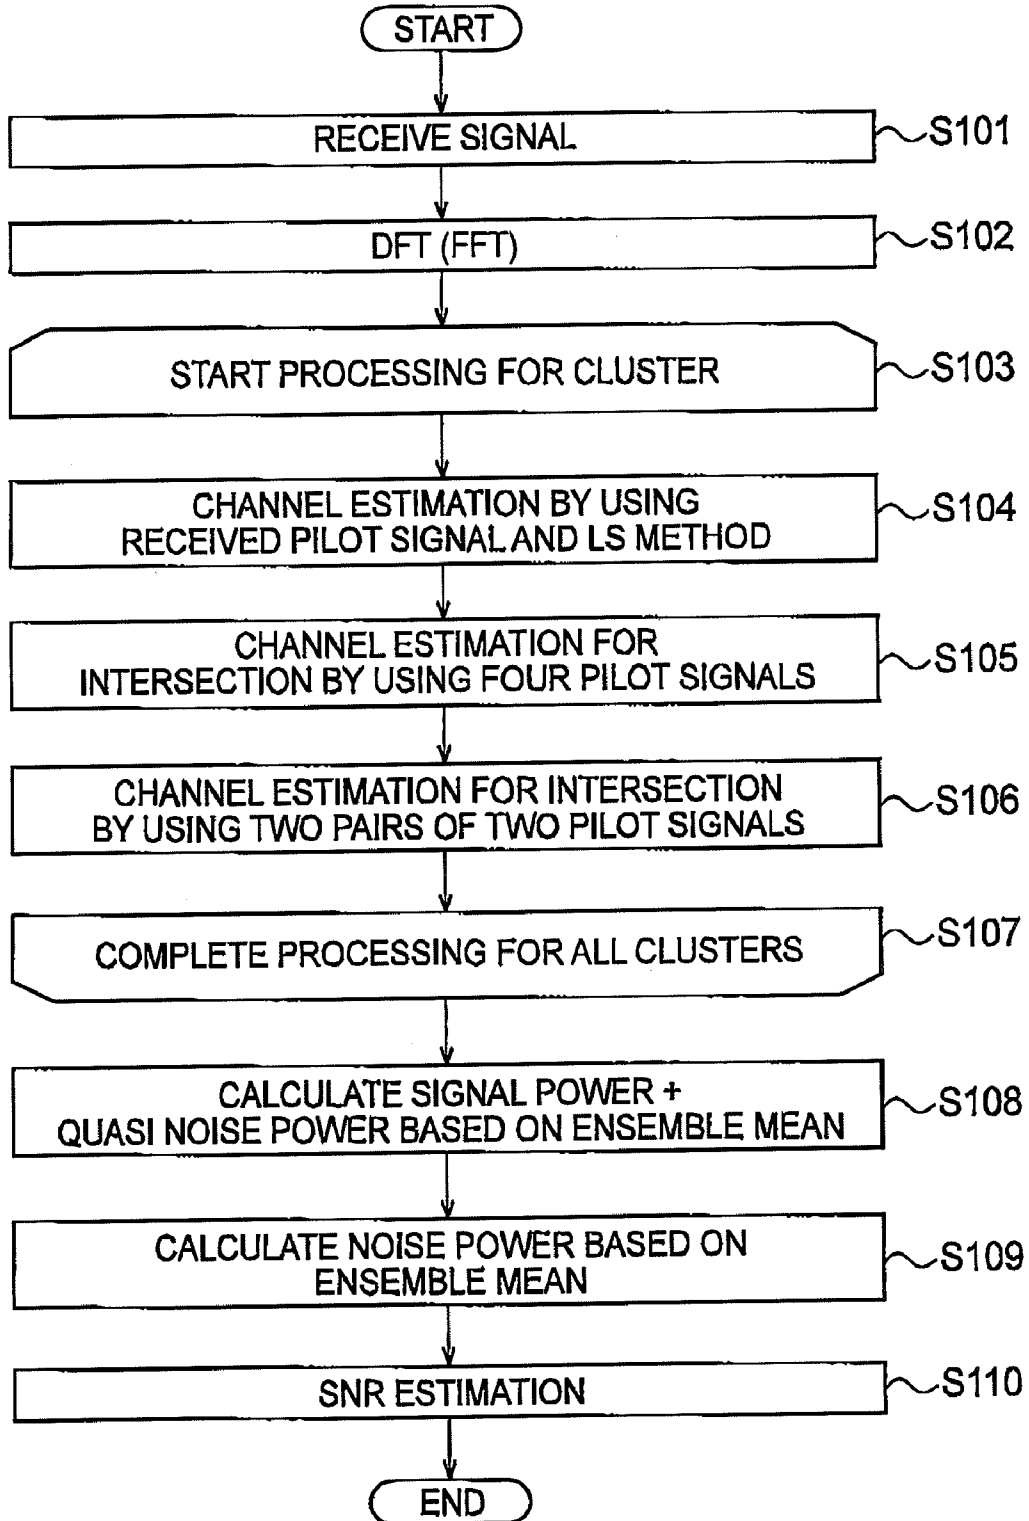 START
RECEIVE SIGNAL
S101
DFT (FFT)
S102
START PROCESSING FOR CLUSTER
S103
CHANNEL ESTIMATION BY USING
RECEIVED PILOT SIGNAL AND LS METHOD
S104
CHANNEL ESTIMATION FOR
INTERSECTION BY USING FOUR PILOT SIGNALS
S105
CHANNEL ESTIMATION FOR INTERSECTION
BY USING TWO PAIRS OF TWO PILOT SIGNALS
S106
COMPLETE PROCESSING FOR ALL CLUSTERS
S107
CALCULATE SIGNAL POWER +
QUASI NOISE POWER BASED ON ENSEMBLE MEAN
S108
CALCULATE NOISE POWER BASED ON
ENSEMBLE MEAN
S109
SNR ESTIMATION
S110
END